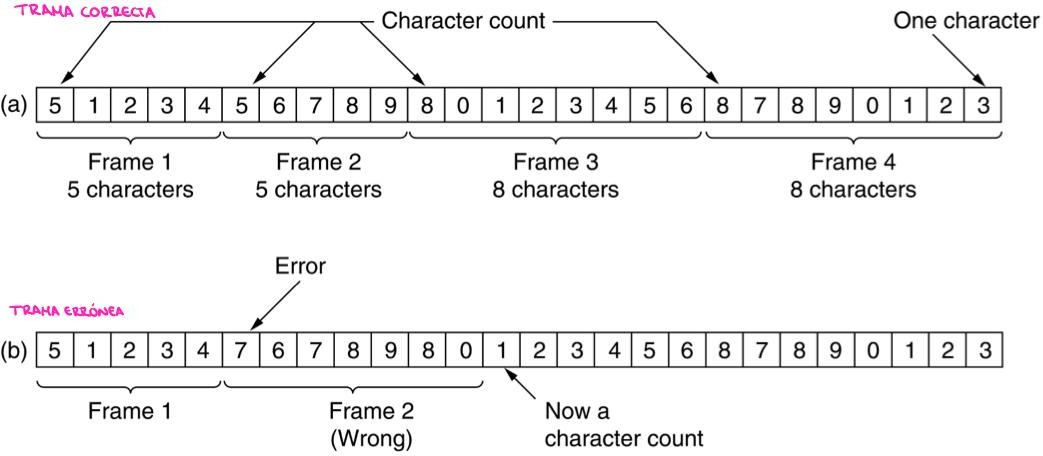 TRAMA CORRECTA
Character count
One character
(a) 5 1 2 3 4 5 6 7 8 9 8 0 1 2 3 4 5 6 8 7 8 9 0 1 2 3
Frame 1 Frame 2 Frame 3 Frame 4
5 characters 5 characters 8 characters 8 characters
Error
TRAMA ERRÓNEA
(b) 5 1 2 3 4 7 6 7 8 9 8 0 1 2 3 4 5 6 8 7 8 9 0 1 2 3
Frame 1 Frame 2 Now a
(Wrong) character count